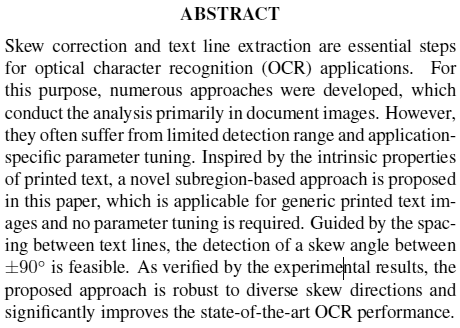 ABSTRACT
Skew correction and text line extraction are essential steps
for optical character recognition (OCR) applications. For
this purpose, numerous approaches were developed, which
conduct the analysis primarily in document images. However,
they often suffer from limited detection range and application-
specific parameter tuning. Inspired by the intrinsic properties
of printed text, a novel subregion-based approach is proposed
in this paper, which is applicable for generic printed text im-
ages and no parameter tuning is required. Guided by the spac-
ing between text lines, the detection of a skew angle between
±90° is feasible. As verified by the experimental results, the
proposed approach is robust to diverse skew directions and
significantly improves the state-of-the-art OCR performance.